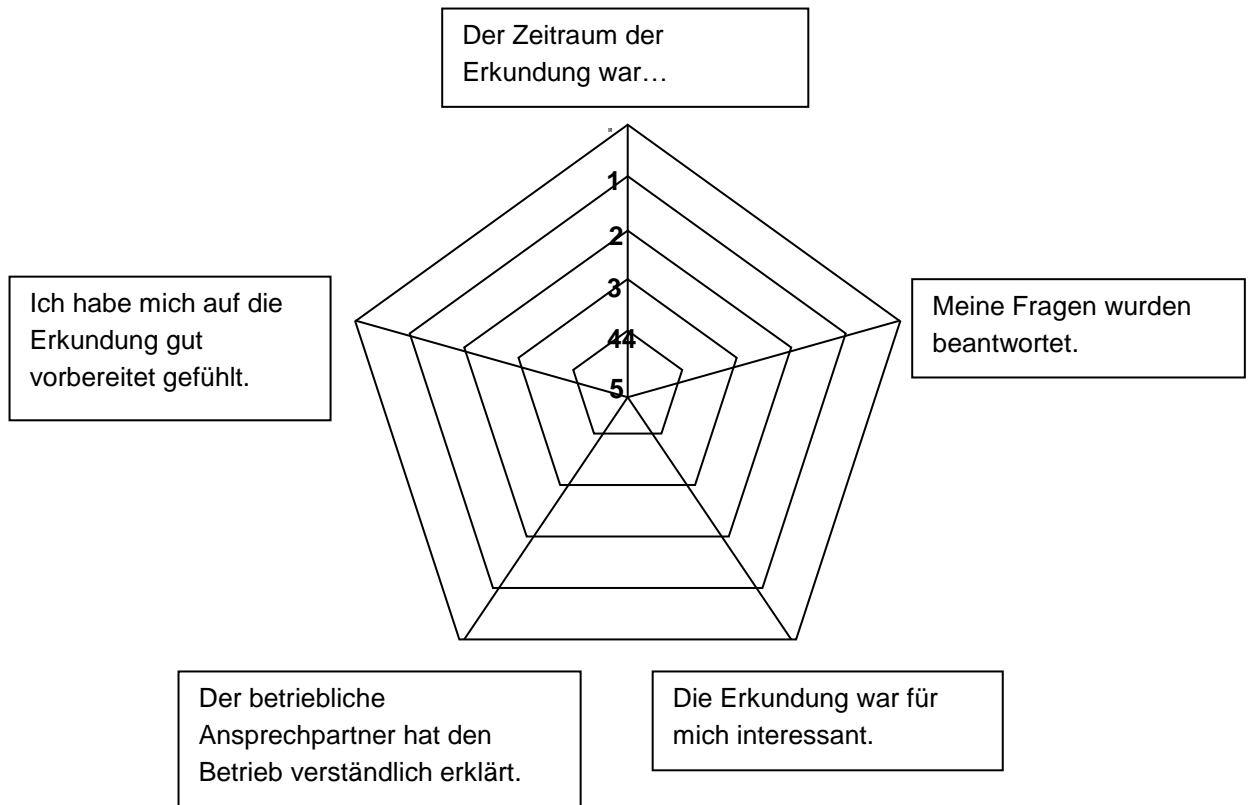 Der Zeitraum der
Erkundung war…
1
2
3
44
5
Ich habe mich auf die
Erkundung gut
vorbereitet gefühlt.
Meine Fragen wurden
beantwortet.
Der betriebliche
Ansprechpartner hat den
Betrieb verständlich erklärt.
Die Erkundung war für
mich interessant.